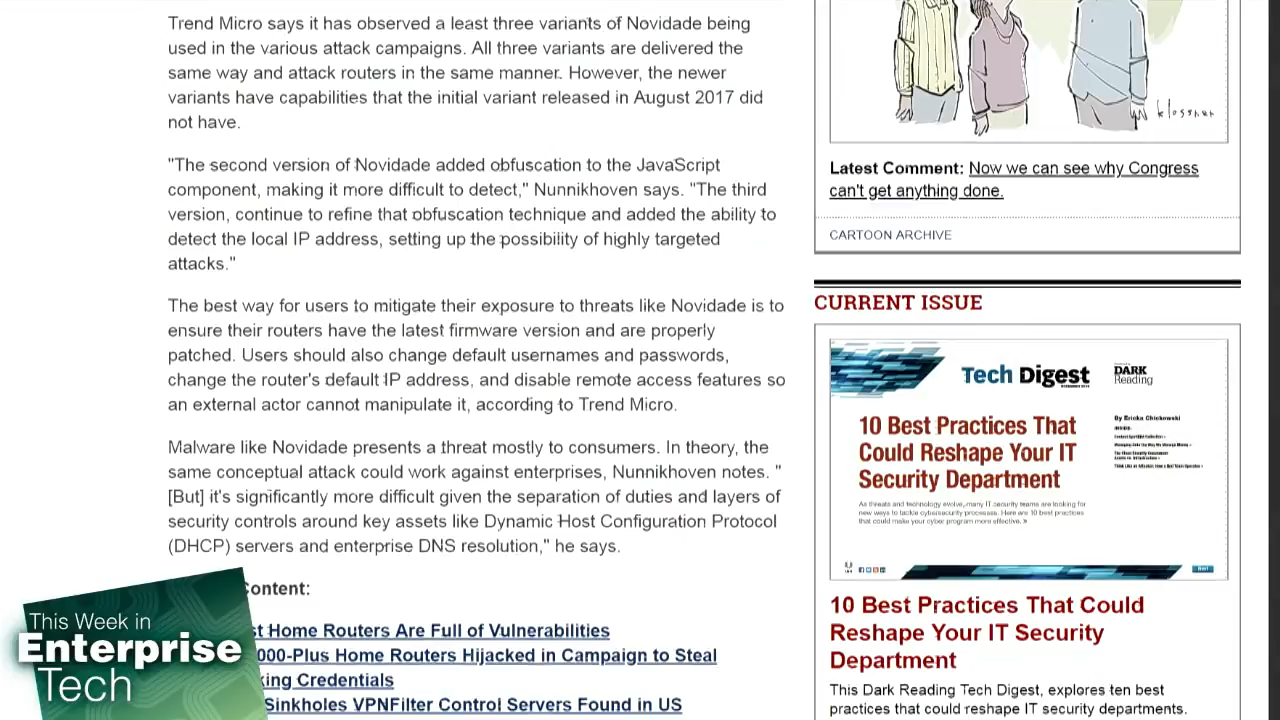 Trend Micro says it has observed a least three variants of Novidade being
used in the various attack campaigns. All three variants are delivered the
same way and attack routers in the same manner. However, the newer
variants have capabilities that the initial variant released in August 2017 did
not have.
"The second version of Novidade added obfuscation to the JavaScript
component, making it more difficult to detect," Nunnikhoven says. "The third
version, continue to refine that obfuscation technique and added the ability to
detect the local IP address, setting up the possibility of highly targeted
attacks."
The best way for users to mitigate their exposure to threats like Novidade is to
ensure their routers have the latest firmware version and are properly
patched. Users should also change default usernames and passwords,
change the router's default IP address, and disable remote access features so
an external actor cannot manipulate it, according to Trend Micro.
Malware like Novidade presents a threat mostly to consumers. In theory, the
same conceptual attack could work against enterprises, Nunnikhoven notes. "
[But] it's significantly more difficult given the separation of duties and layers of
security controls around key assets like Dynamic Host Configuration Protocol
(DHCP) servers and enterprise DNS resolution," he says.
ontent:
st Home Routers Are Full of Vulnerabilities
000-Plus Home Routers Hijacked in Campaign to Steal
king Credentials
Sinkholes VPNFilter Control Servers Found in US
This Week in
Enterprise
Tech
klossner
Latest Comment: Now we can see why Congress
can't get anything done.
CARTOON ARCHIVE
CURRENT ISSUE
Tech Digest
DARK
Reading
10 Best Practices That
Could Reshape Your IT
Security Department
By Ericka Chickowski
As threats and technology evolve, many IT security teams are looking for
new ways to tackle cybersecurity processes. Here are 10 best practices
that could make your cyber program more effective. »
10 Best Practices That Could
Reshape Your IT Security
Department
This Dark Reading Tech Digest, explores ten best
practices that could reshape IT security departments.